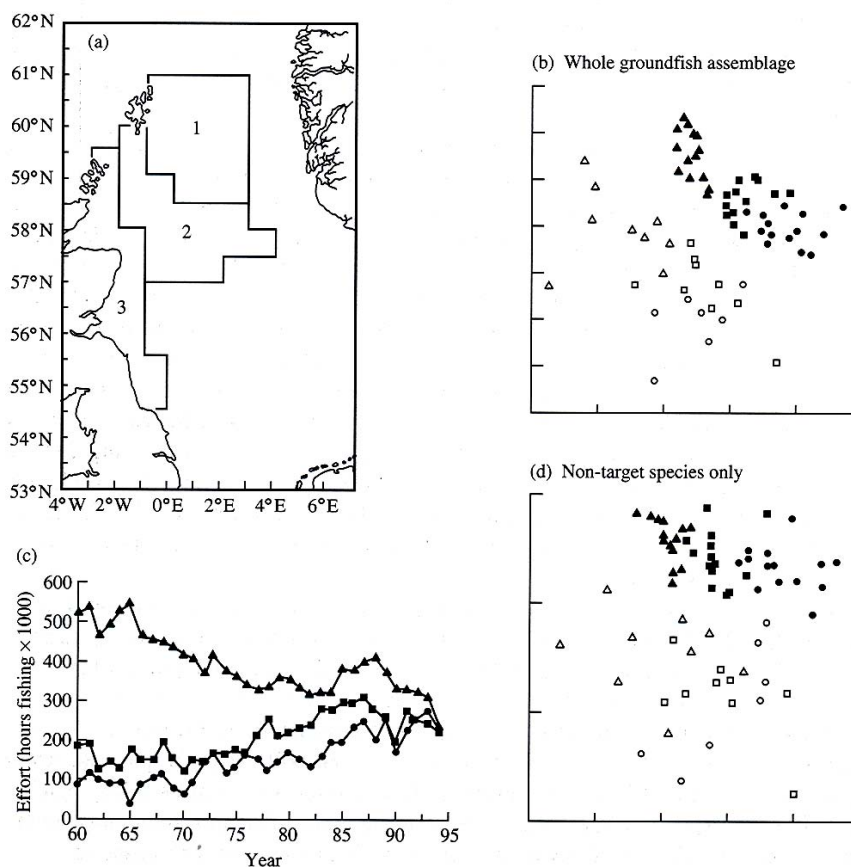 (a)
62°N
61°N
60°N
59°N
58°N
57°N
56°N
55°N
54°N
53°N
4°W 2°W 0°E 2°E 4°E 6°E
1
2
3
(b) Whole groundfish assemblage
(c)
Effort (hours fishing × 1000)
600
500
400
300
200
100
0
60 65 70 75 80 85 90 95
Year
(d) Non-target species only